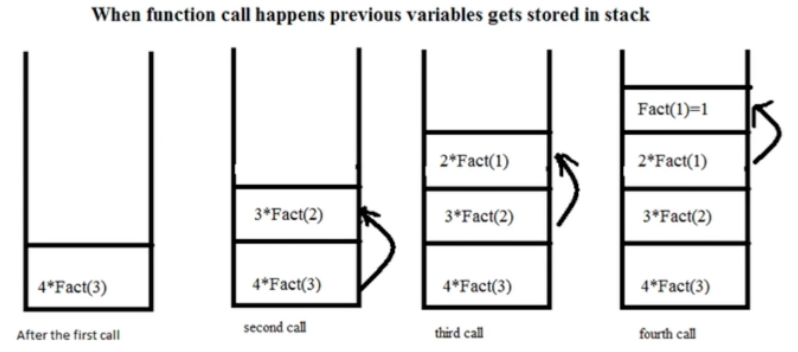 When function call happens previous variables gets stored in stack
4*Fact(3)
After the first call
3*Fact(2)
4*Fact(3)
second call
2*Fact(1)
3*Fact(2)
4*Fact(3)
third call
Fact(1)=1
2*Fact(1)
3*Fact(2)
4*Fact(3)
fourth call